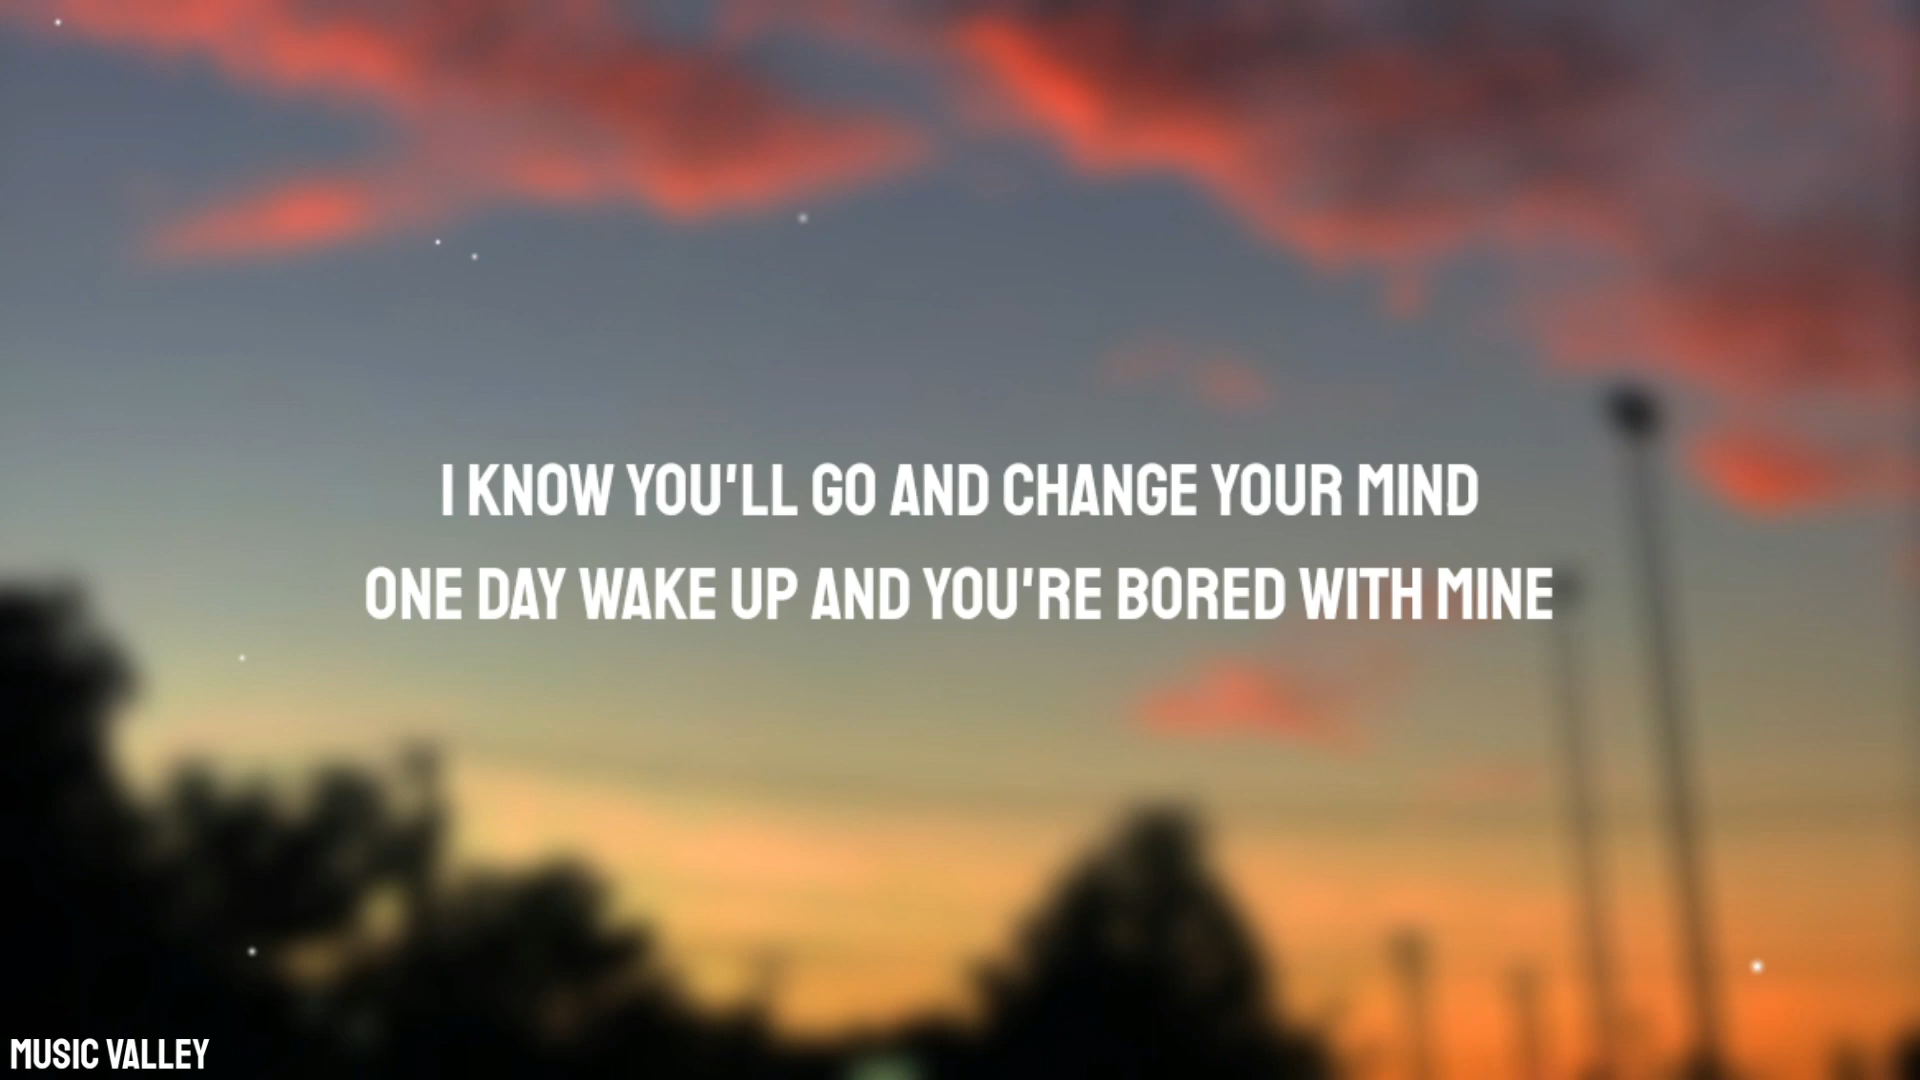 I KNOW YOU'LL GO AND CHANGE YOUR MIND
ONE DAY WAKE UP AND YOU'RE BORED WITH MINE
MUSIC VALLEY